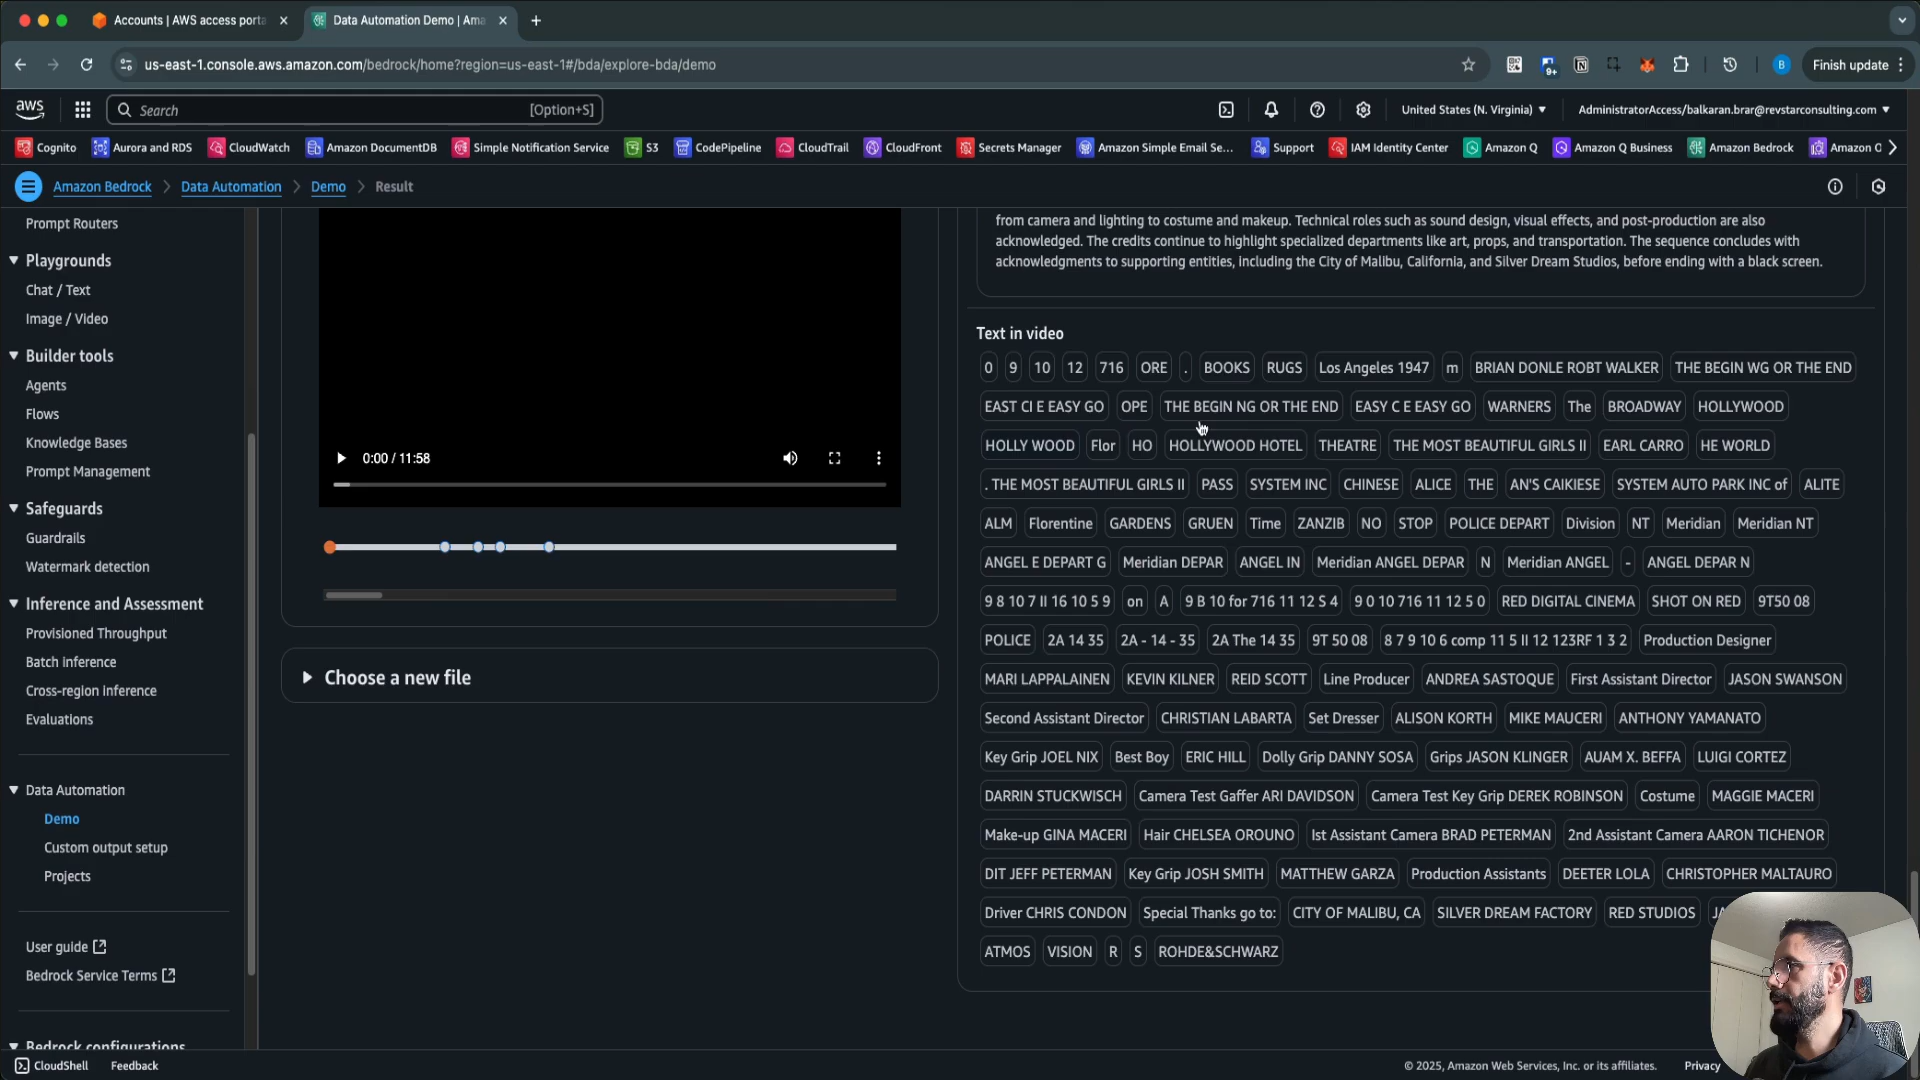 Accounts | AWS access porta
Data Automation Demo | Ama
us-east-1.console.aws.amazon.com/bedrock/home?region=us-east-1#/bda/explore-bda/demo
9+
B
Finish update
aws
Search
[Option+S]
United States (N. Virginia)
AdministratorAccess/balkaran.brar@revstarconsulting.com
Cognito
Aurora and RDS
CloudWatch
Amazon DocumentDB
Simple Notification Service
S3
CodePipeline
CloudTrail
CloudFront
Secrets Manager
Amazon Simple Email Se...
Support
IAM Identity Center
Amazon Q
Amazon Q Business
Amazon Bedrock
Amazon O
Amazon Bedrock
Data Automation
Demo
Result
Prompt Routers
Playgrounds
Chat / Text
Image / Video
Builder tools
Agents
Flows
Knowledge Bases
Prompt Management
Safeguards
Guardrails
Watermark detection
Inference and Assessment
Provisioned Throughput
Batch inference
Cross-region inference
Evaluations
Data Automation
Demo
Custom output setup
Projects
User guide
Bedrock Service Terms
Bedrock configurations
0:00 / 11:58
Choose a new file
from camera and lighting to costume and makeup. Technical roles such as sound design, visual effects, and post-production are also
acknowledged. The credits continue to highlight specialized departments like art, props, and transportation. The sequence concludes with
acknowledgments to supporting entities, including the City of Malibu, California, and Silver Dream Studios, before ending with a black screen.
Text in video
0 9 10 12 716 ORE . BOOKS RUGS Los Angeles 1947 m BRIAN DONLE ROBT WALKER THE BEGIN WG OR THE END
EAST CI E EASY GO OPE THE BEGIN NG OR THE END EASY C E EASY GO WARNERS The BROADWAY HOLLYWOOD
HOLLY WOOD Flor HO HOLLYWOOD HOTEL THEATRE THE MOST BEAUTIFUL GIRLS II EARL CARRO HE WORLD
. THE MOST BEAUTIFUL GIRLS II PASS SYSTEM INC CHINESE ALICE THE AN'S CAIKIESE SYSTEM AUTO PARK INC of ALITE
ALM Florentine GARDENS GRUEN Time ZANZIB NO STOP POLICE DEPART Division NT Meridian Meridian NT
ANGEL E DEPART G Meridian DEPAR ANGEL IN Meridian ANGEL DEPAR N Meridian ANGEL - ANGEL DEPAR N
9 8 10 7 II 16 10 5 9 on A 9 B 10 for 716 11 12 S 4 9 0 10 716 11 12 5 0 RED DIGITAL CINEMA SHOT ON RED 9T50 08
POLICE 2A 14 35 2A - 14 - 35 2A The 14 35 9T 50 08 8 7 9 10 6 comp 11 5 II 12 123RF 1 3 2 Production Designer
MARI LAPPALAINEN KEVIN KILNER REID SCOTT Line Producer ANDREA SASTOQUE First Assistant Director JASON SWANSON
Second Assistant Director CHRISTIAN LABARTA Set Dresser ALISON KORTH MIKE MAUCERI ANTHONY YAMANATO
Key Grip JOEL NIX Best Boy ERIC HILL Dolly Grip DANNY SOSA Grips JASON KLINGER AUAM X. BEFFA LUIGI CORTEZ
DARRIN STUCKWISCH Camera Test Gaffer ARI DAVIDSON Camera Test Key Grip DEREK ROBINSON Costume MAGGIE MACERI
Make-up GINA MACERI Hair CHELSEA OROUNO Ist Assistant Camera BRAD PETERMAN 2nd Assistant Camera AARON TICHENOR
DIT JEFF PETERMAN Key Grip JOSH SMITH MATTHEW GARZA Production Assistants DEETER LOLA CHRISTOPHER MALTAURO
Driver CHRIS CONDON Special Thanks go to: CITY OF MALIBU, CA SILVER DREAM FACTORY RED STUDIOS
ATMOS VISION R S ROHDE&SCHWARZ
CloudShell
Feedback
© 2025, Amazon Web Services, Inc. or its affiliates.
Privacy